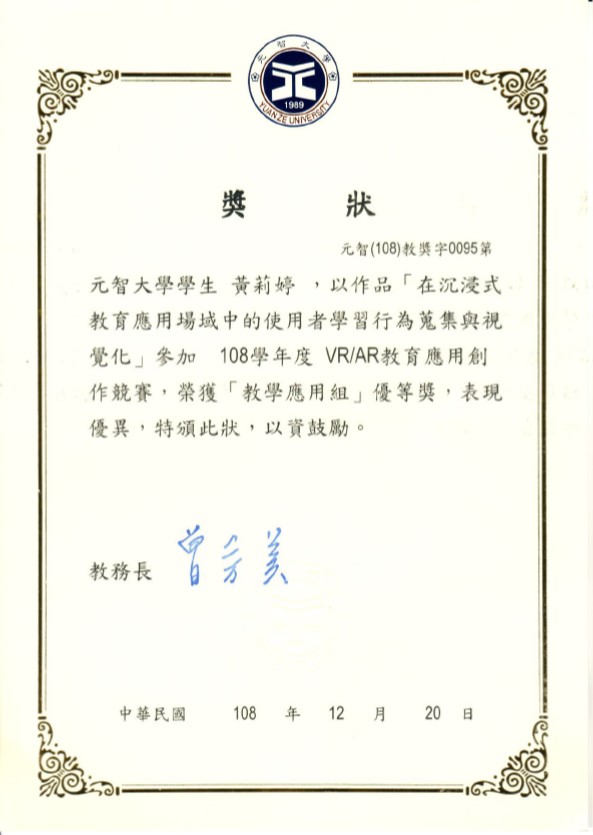 元智大學
1989
YUAN ZE UNIVERSITY
獎狀
元智(108)教獎字0095第
元智大學學生 黃莉婷 ,以作品「在沉浸式
教育應用場域中的使用者學習行為蒐集與視
覺化」參加 108學年度 VR/AR教育應用創
作競賽,榮獲「教學應用組」優等獎,表現
優異,特頒此狀,以資鼓勵。
教務長 曾芳美
中華民國 108 年 12 月 20 日